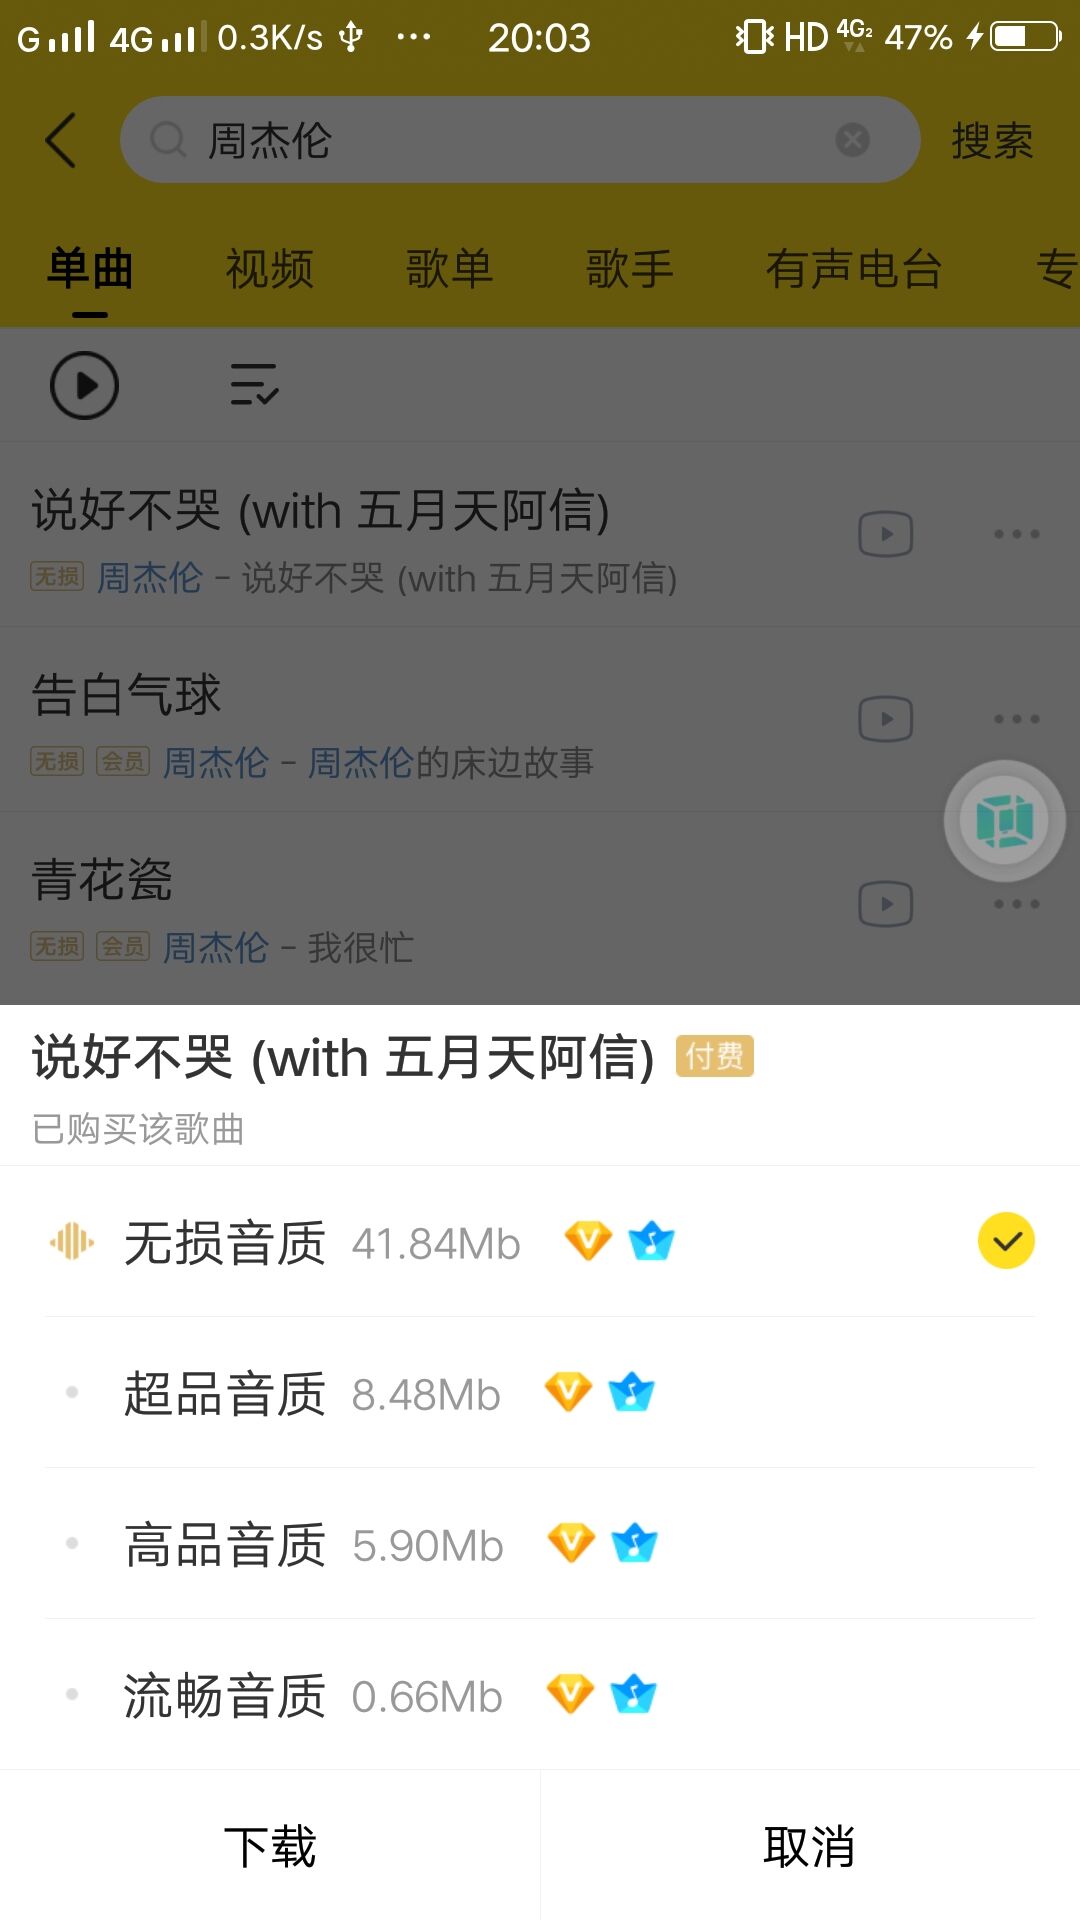 G 4G 0.3K/s ... 20:03 HD 4G2 47%
周杰伦 搜索
单曲 视频 歌单 歌手 有声电台 专
说好不哭 (with 五月天阿信)
无损 周杰伦 - 说好不哭 (with 五月天阿信)
告白气球
无损 会员 周杰伦 - 周杰伦的床边故事
青花瓷
无损 会员 周杰伦 - 我很忙
说好不哭 (with 五月天阿信) 付费
已购买该歌曲
无损音质 41.84Mb
超品音质 8.48Mb
高品音质 5.90Mb
流畅音质 0.66Mb
下载 取消